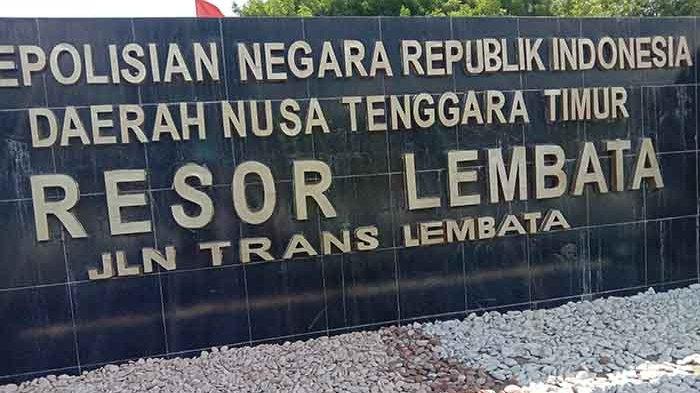 EPOLISIAN NEGARA REPUBLIK INDONESIA
DAERAH NUSA TENGGARA TIMUR
RESOR LEMBATA
JLN TRANS LEMBATA